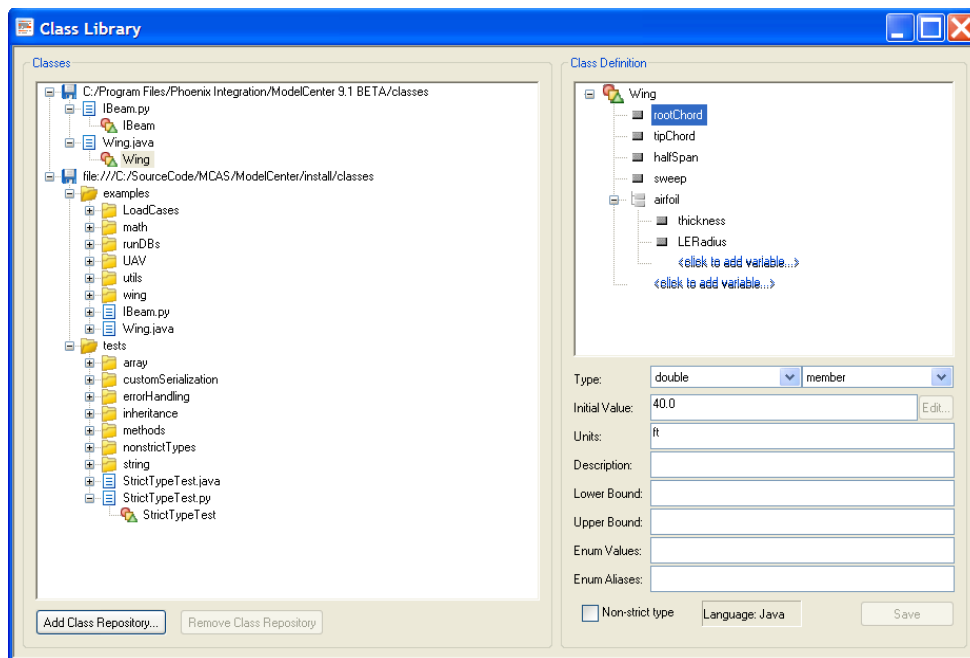 Class Library
Classes
C:/Program Files/Phoenix Integration/ModelCenter 9.1 BETA/classes
IBeam.py
IBeam
Wing.java
Wing
file:///C:/SourceCode/MCAS/ModelCenter/install/classes
examples
LoadCases
math
runDBs
UAV
utils
wing
IBeam.py
Wing.java
tests
array
customSerialization
errorHandling
inheritance
methods
nonstrictTypes
string
StrictTypeTest.java
StrictTypeTest.py
StrictTypeTest
Add Class Repository...
Remove Class Repository
Class Definition
Wing
rootChord
tipChord
halfSpan
sweep
airfoil
thickness
LERadius
<click to add variable...>
<click to add variable...>
Type: double member
Initial Value: 40.0 Edit...
Units: ft
Description:
Lower Bound:
Upper Bound:
Enum Values:
Enum Aliases:
Non-strict type Language: Java Save